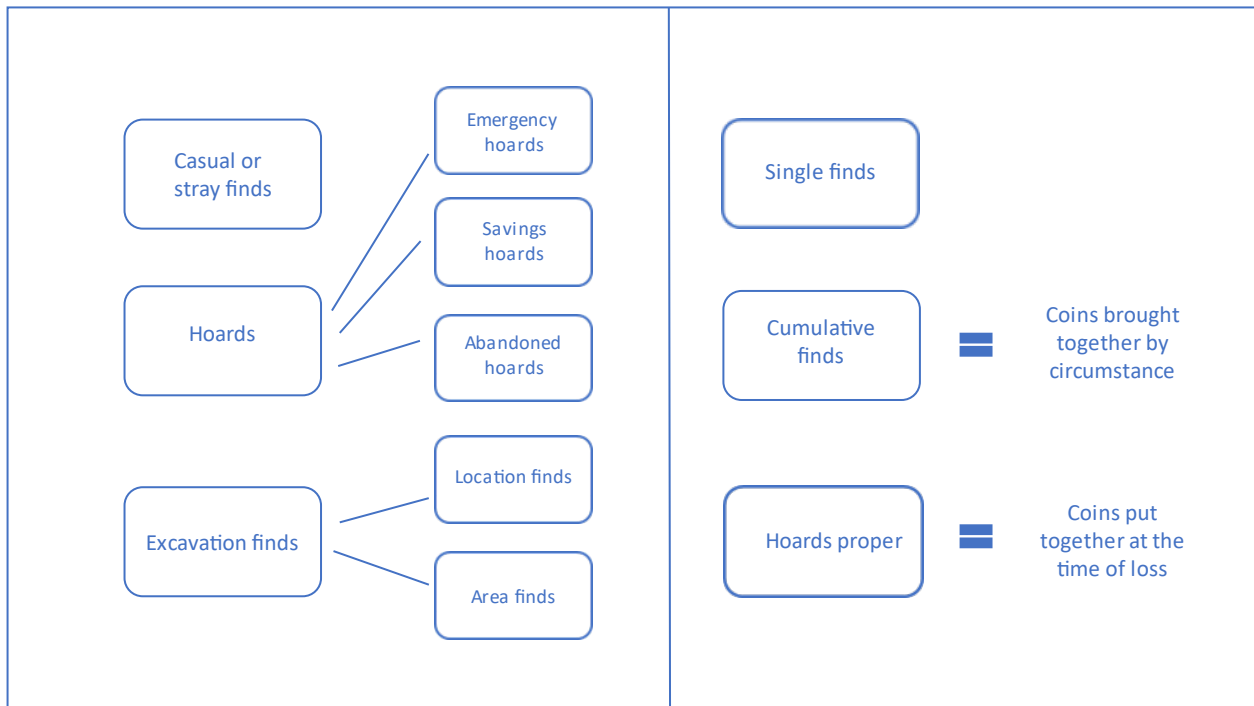 Casual or
stray finds
Hoards
Emergency
hoards
Savings
hoards
Abandoned
hoards
Excavation finds
Location finds
Area finds
Single finds
Cumulative
finds
Coins brought
together by
circumstance
Hoards proper
Coins put
together at the
time of loss